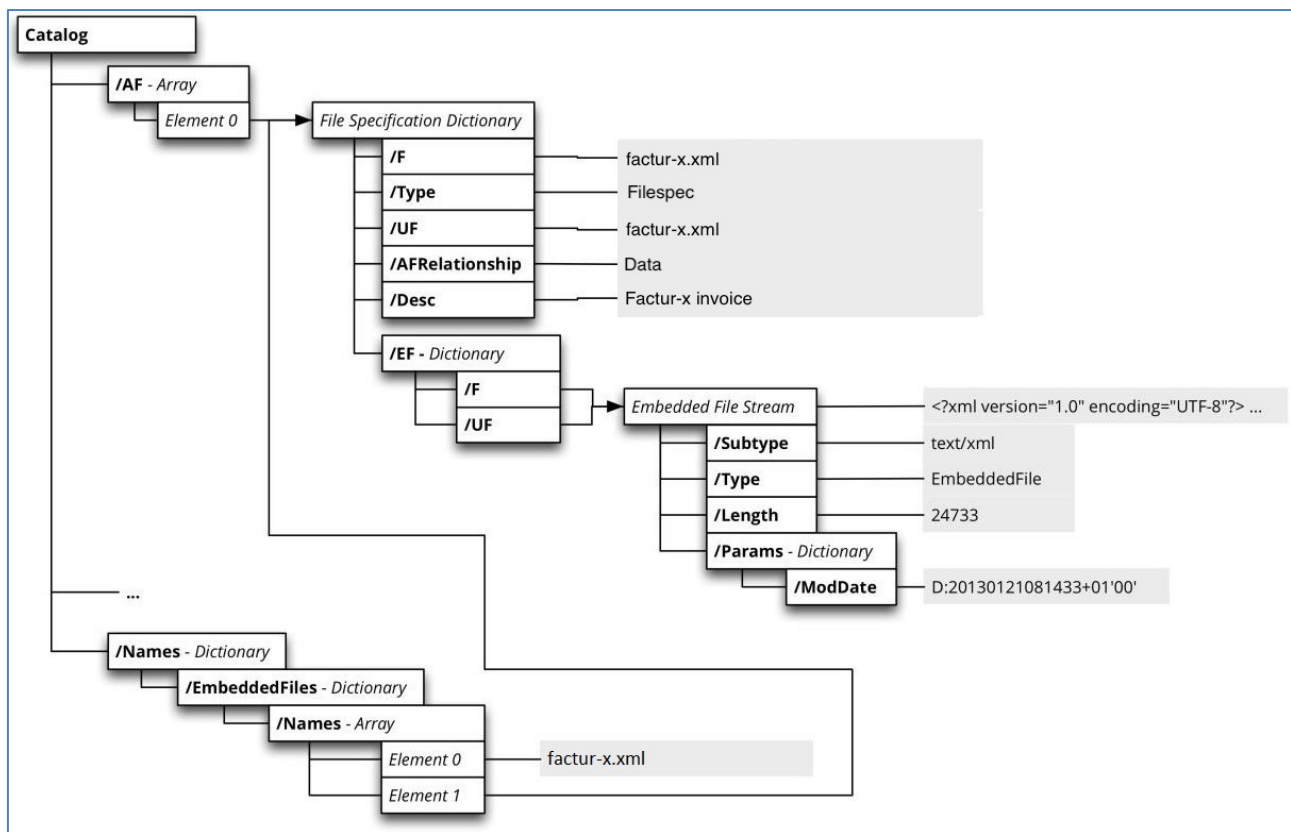 Catalog
/AF - Array
Element 0
File Specification Dictionary
/F factur-x.xml
/Type Filespec
/UF factur-x.xml
/AFRelationship Data
/Desc Factur-x invoice
/EF - Dictionary
/F
/UF
Embedded File Stream <?xml version="1.0" encoding="UTF-8"?> ...
/Subtype text/xml
/Type EmbeddedFile
/Length 24733
/Params - Dictionary
/ModDate D:20130121081433+01'00'
...
/Names - Dictionary
/EmbeddedFiles - Dictionary
/Names - Array
Element 0 factur-x.xml
Element 1